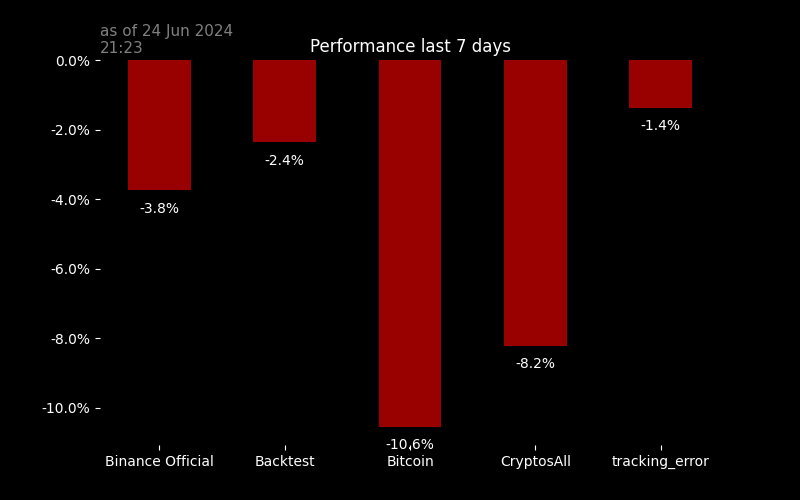 as of 24 Jun 2024
21:23
Performance last 7 days
0.0%
-2.0%
-4.0%
-6.0%
-8.0%
-10.0%
-3.8%
-2.4%
-10.6%
-8.2%
-1.4%
Binance Official
Backtest
Bitcoin
CryptosAll
tracking_error